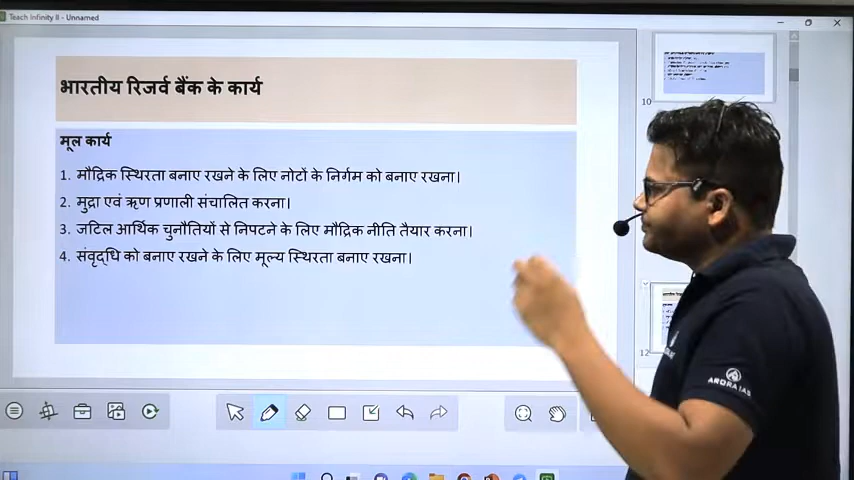 Teach Infinity II - Unnamed
भारतीय रिजर्व बैंक के कार्य
मूल कार्य
1. मौद्रिक स्थिरता बनाए रखने के लिए नोटों के निर्गम को बनाए रखना।
2. मुद्रा एवं ऋण प्रणाली संचालित करना।
3. जटिल आर्थिक चुनौतियों से निपटने के लिए मौद्रिक नीति तैयार करना।
4. संवृद्धि को बनाए रखने के लिए मूल्य स्थिरता बनाए रखना।
10
12
ARORA IAS